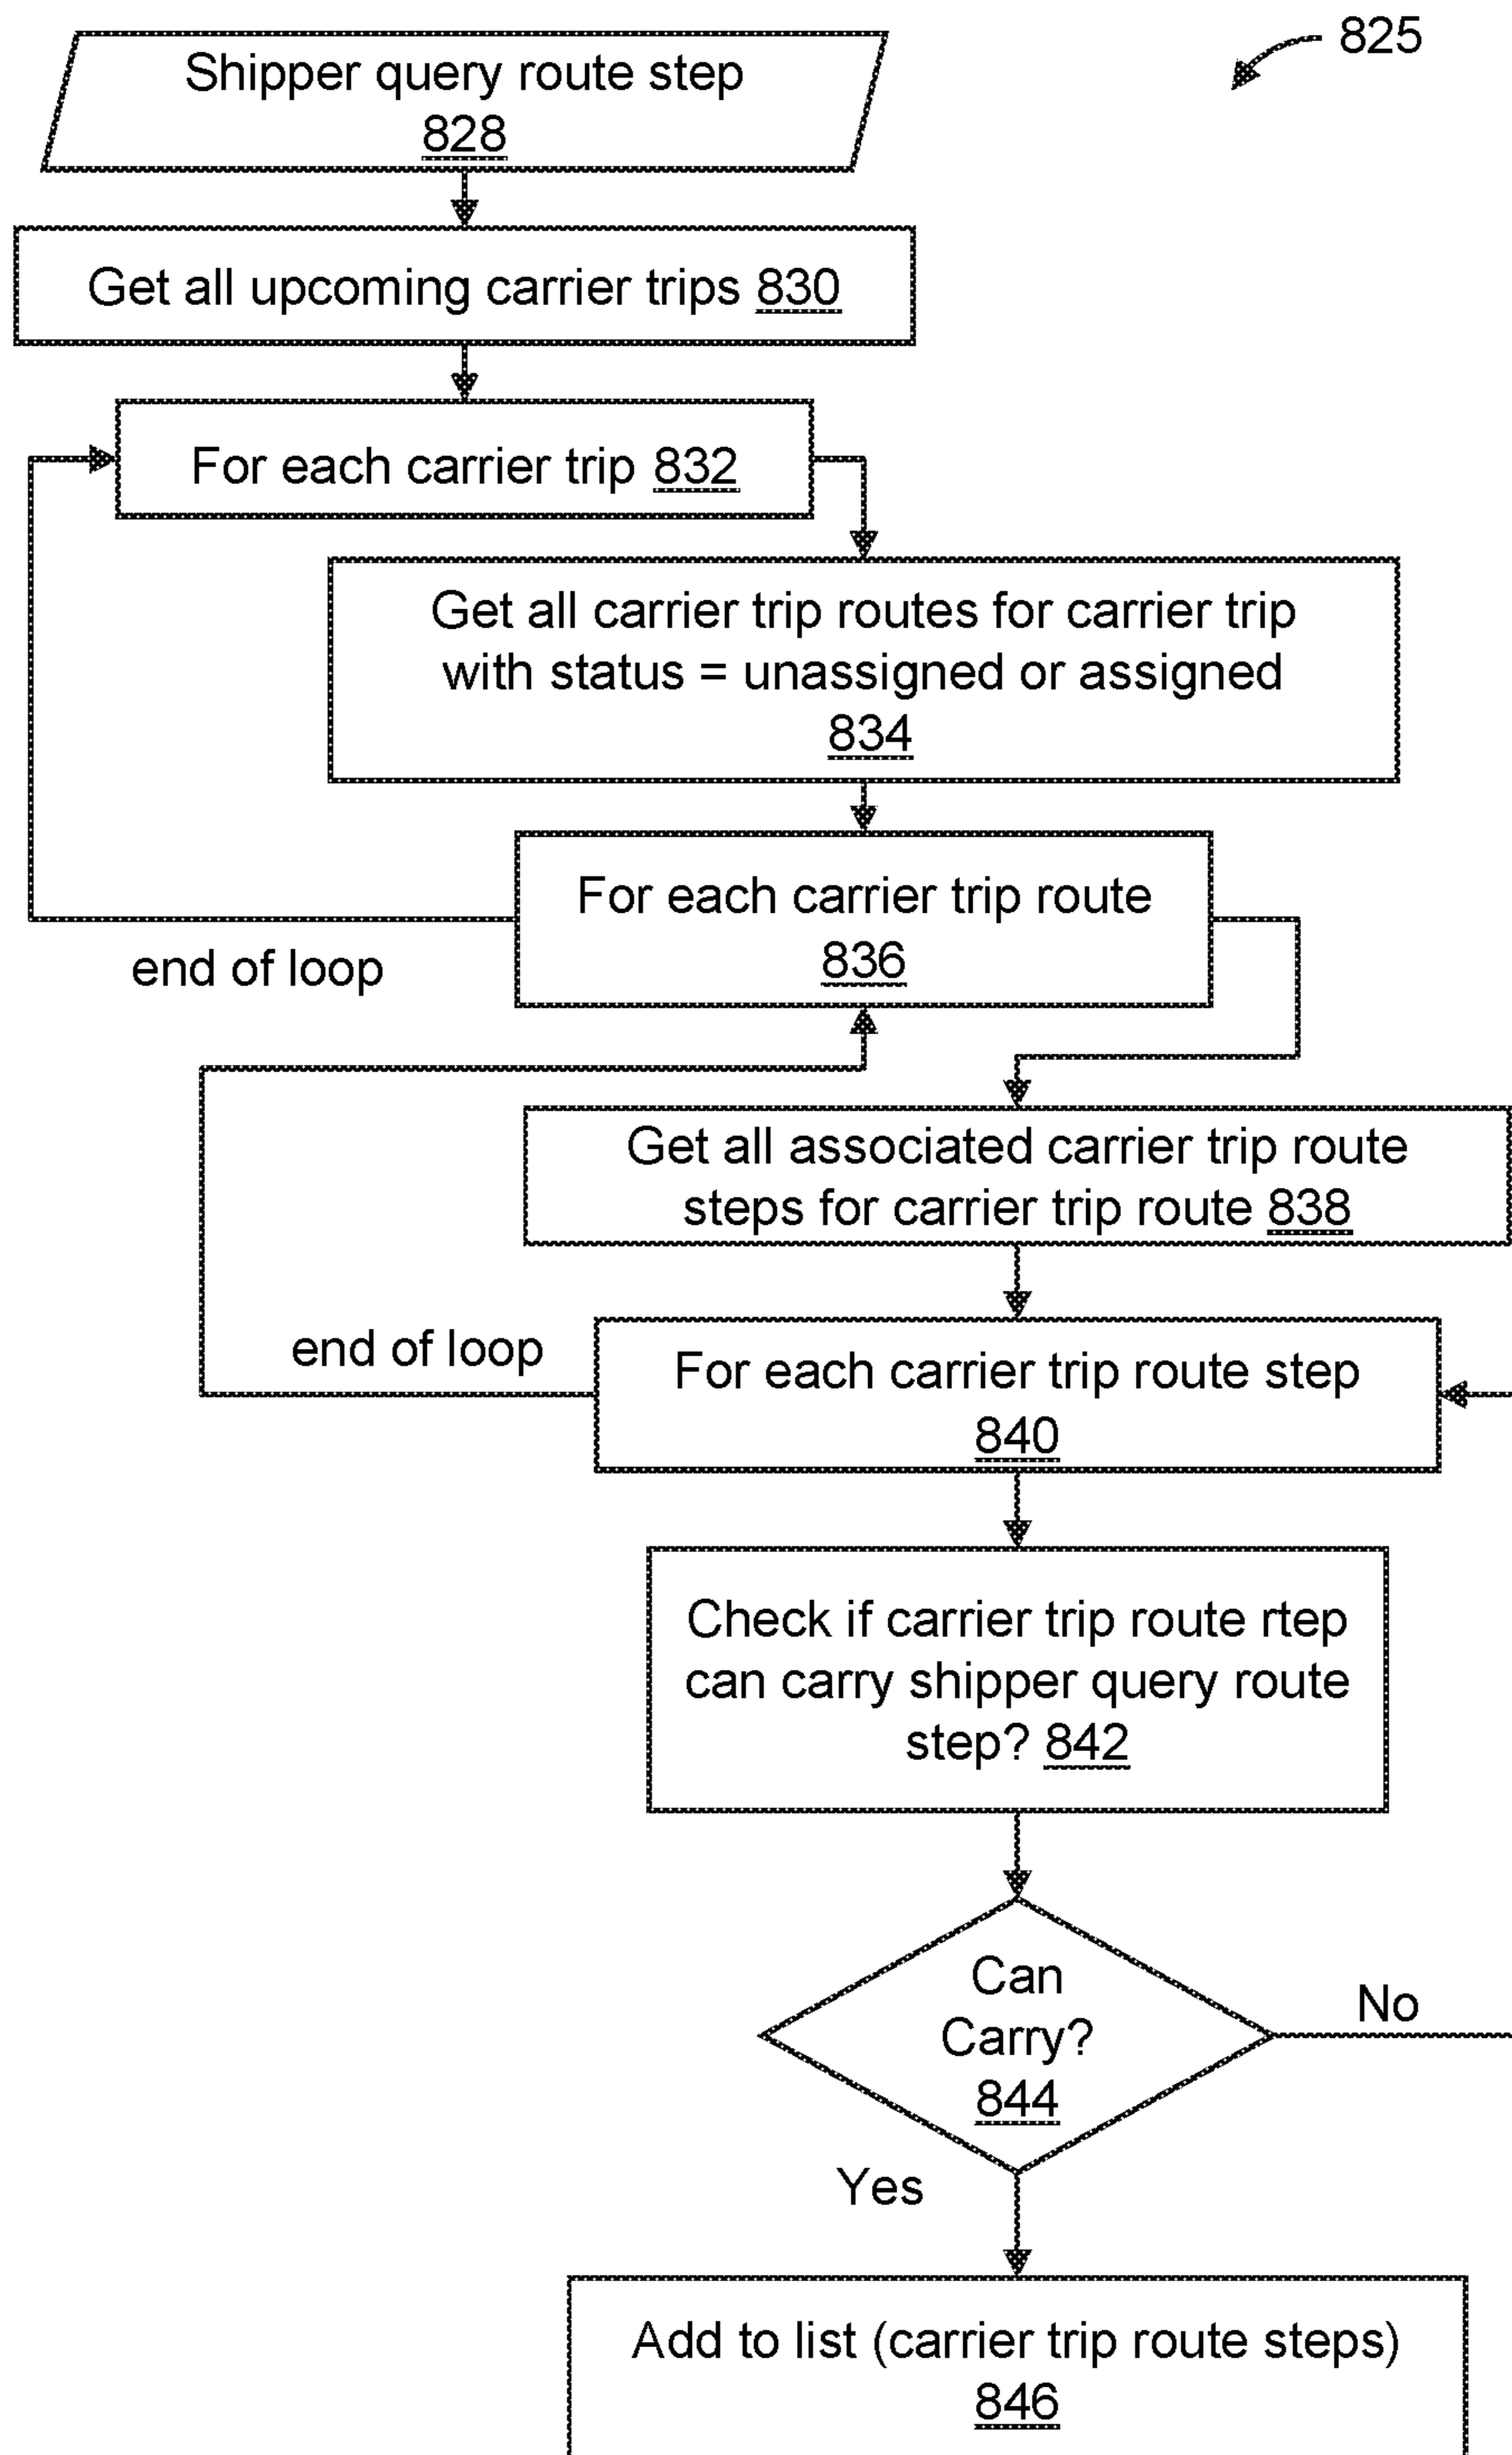 825
Shipper query route step
828
Get all upcoming carrier trips 830
For each carrier trip 832
Get all carrier trip routes for carrier trip
with status = unassigned or assigned
834
For each carrier trip route
836
end of loop
Get all associated carrier trip route
steps for carrier trip route 838
end of loop
For each carrier trip route step
840
Check if carrier trip route rtep
can carry shipper query route
step? 842
Can
Carry?
844
No
Yes
Add to list (carrier trip route steps)
846